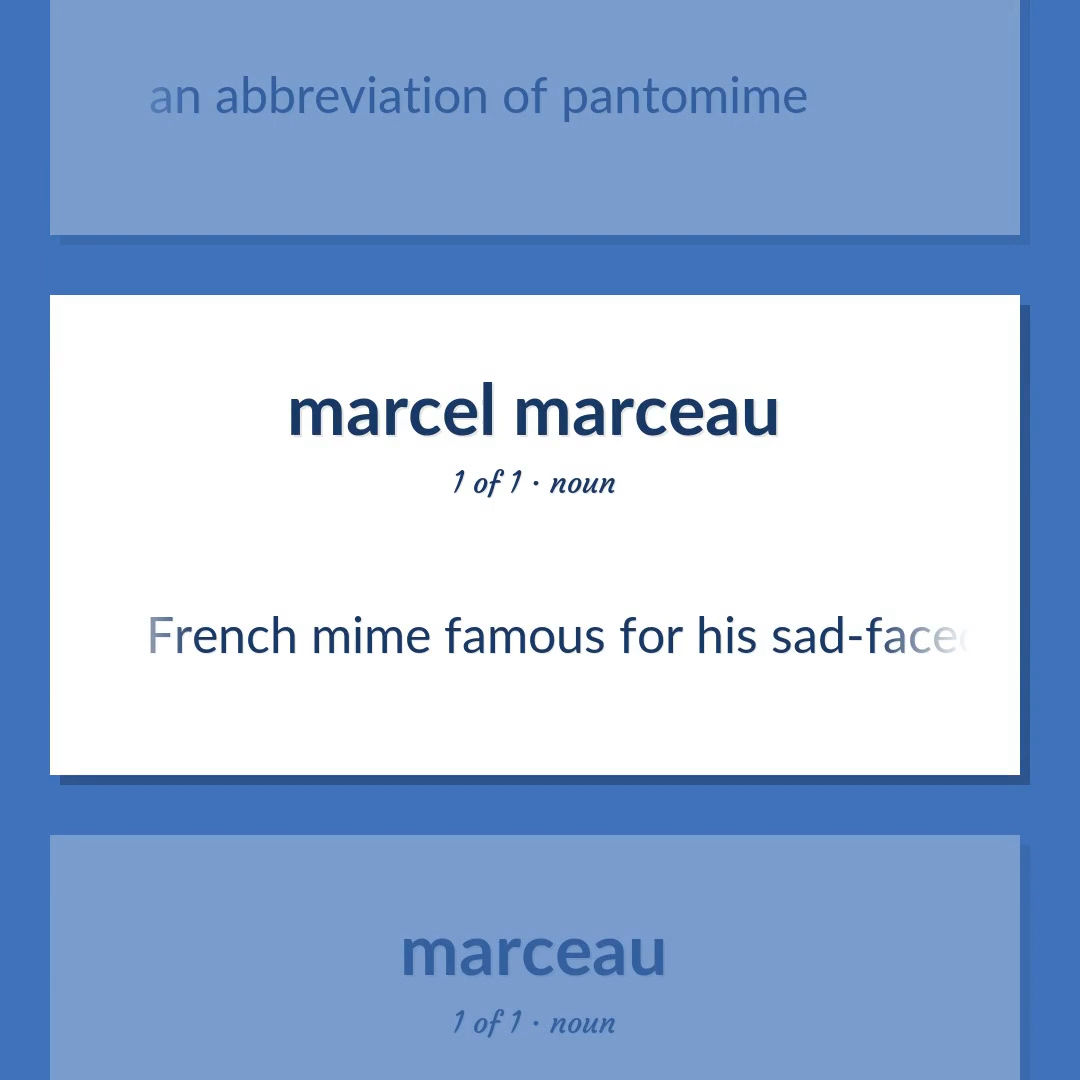 an abbreviation of pantomime
marcel marceau
1 of 1 · noun
French mime famous for his sad-faced
marceau
1 of 1 · noun